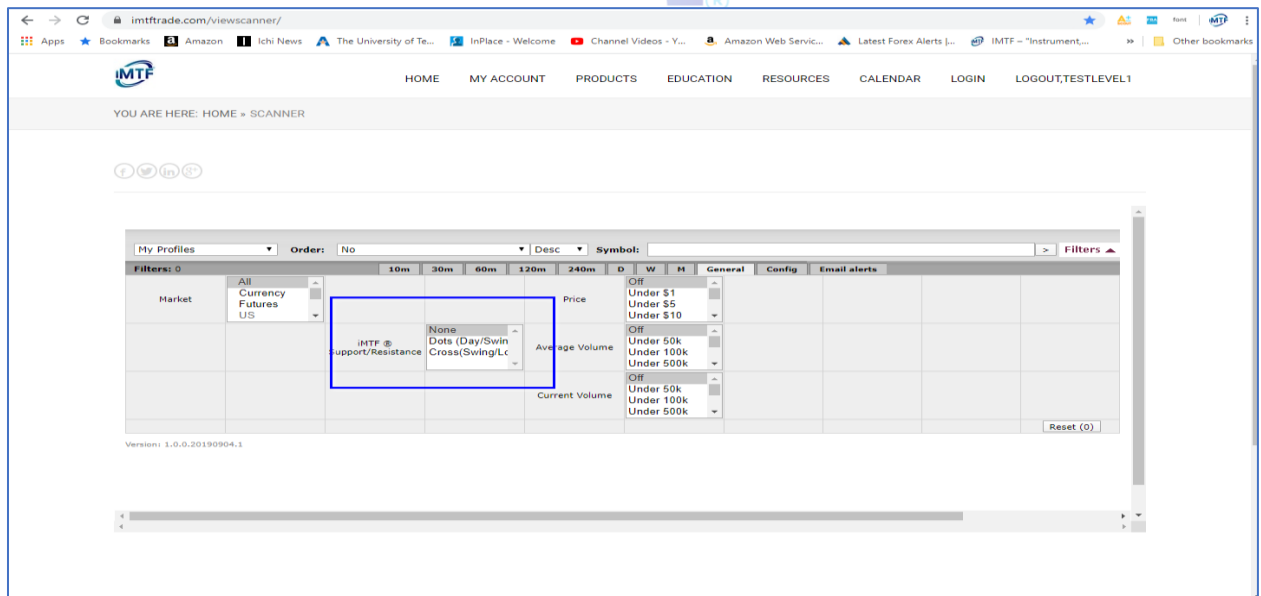 imtftrade.com/viewscanner/
Apps Bookmarks Amazon Ichi News The University of Te... InPlace - Welcome Channel Videos - Y... Amazon Web Servic... Latest Forex Alerts |... IMTF – "Instrument,... » Other bookmarks
iMTF HOME MY ACCOUNT PRODUCTS EDUCATION RESOURCES CALENDAR LOGIN LOGOUT,TESTLEVEL1
YOU ARE HERE: HOME » SCANNER
My Profiles Order: No Desc Symbol: > Filters
Filters: 0 10m 30m 60m 120m 240m D W M General Config Email alerts
Market
All
Currency
Futures
US
Price
Off
Under $1
Under $5
Under $10
iMTF ®
Support/Resistance
None
Dots (Day/Swin
Cross(Swing/Lc
Average Volume
Off
Under 50k
Under 100k
Under 500k
Current Volume
Off
Under 50k
Under 100k
Under 500k
Reset (0)
Version: 1.0.0.20190904.1